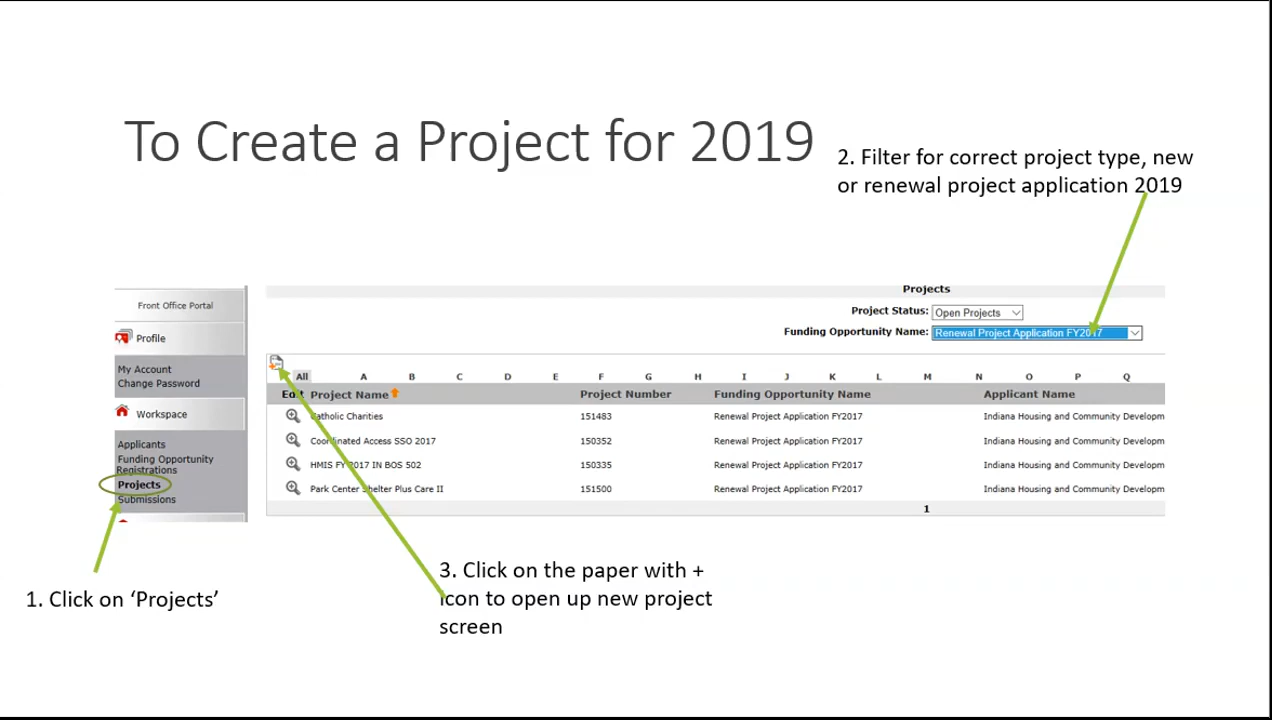 To Create a Project for 2019
2. Filter for correct project type, new
or renewal project application 2019
Front Office Portal
Profile
My Account
Change Password
Workspace
Applicants
Funding Opportunity
Registrations
Projects
Submissions
Projects
Project Status: Open Projects
Funding Opportunity Name: Renewal Project Application FY2017
All A B C D E F G H I J K L M N O P Q
Edit Project Name Project Number Funding Opportunity Name Applicant Name
Catholic Charities 151483 Renewal Project Application FY2017 Indiana Housing and Community Developm
Coordinated Access SSO 2017 150352 Renewal Project Application FY2017 Indiana Housing and Community Developm
HMIS FY 2017 IN BOS 502 150335 Renewal Project Application FY2017 Indiana Housing and Community Developm
Park Center Shelter Plus Care II 151500 Renewal Project Application FY2017 Indiana Housing and Community Developm
1
1. Click on ‘Projects’
3. Click on the paper with +
icon to open up new project
screen